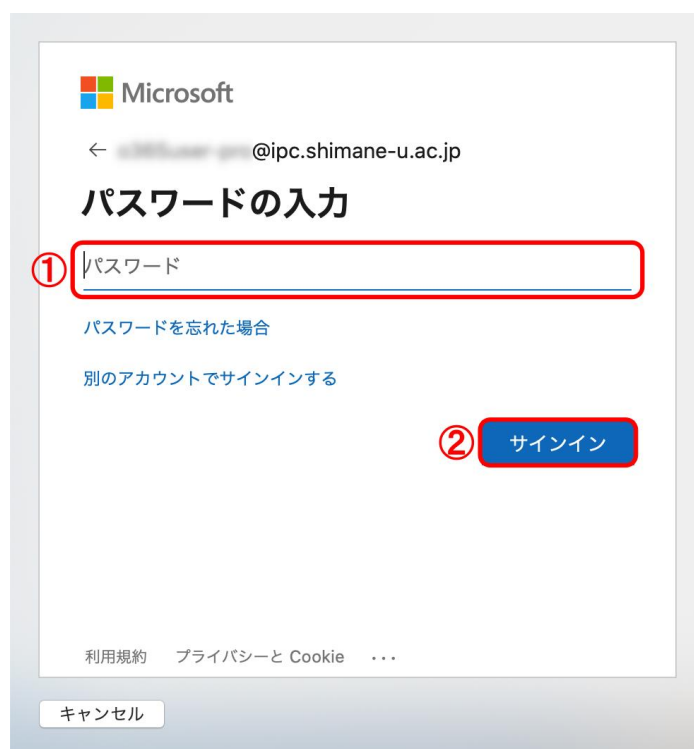 Microsoft
← @ipc.shimane-u.ac.jp
パスワードの入力
① パスワード
パスワードを忘れた場合
別のアカウントでサインインする
② サインイン
利用規約 プライバシーと Cookie ...
キャンセル